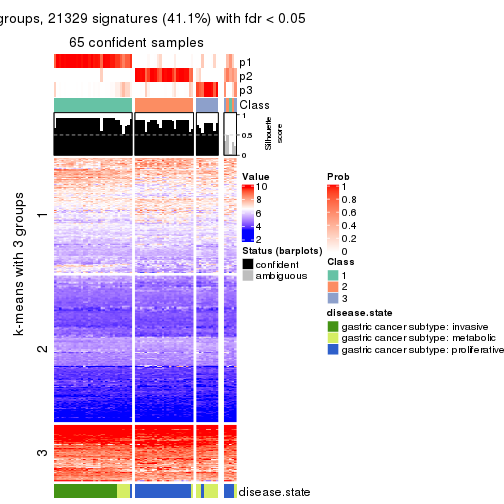 groups, 21329 signatures (41.1%) with fdr < 0.05
65 confident samples
p1
p2
p3
Class
1
0.5
0
Silhouette
score
k-means with 3 groups
1
2
3
disease.state
Value
10
8
6
4
2
Status (barplots)
confident
ambiguous
Prob
1
0.8
0.6
0.4
0.2
0
Class
1
2
3
disease.state
gastric cancer subtype: invasive
gastric cancer subtype: metabolic
gastric cancer subtype: proliferative